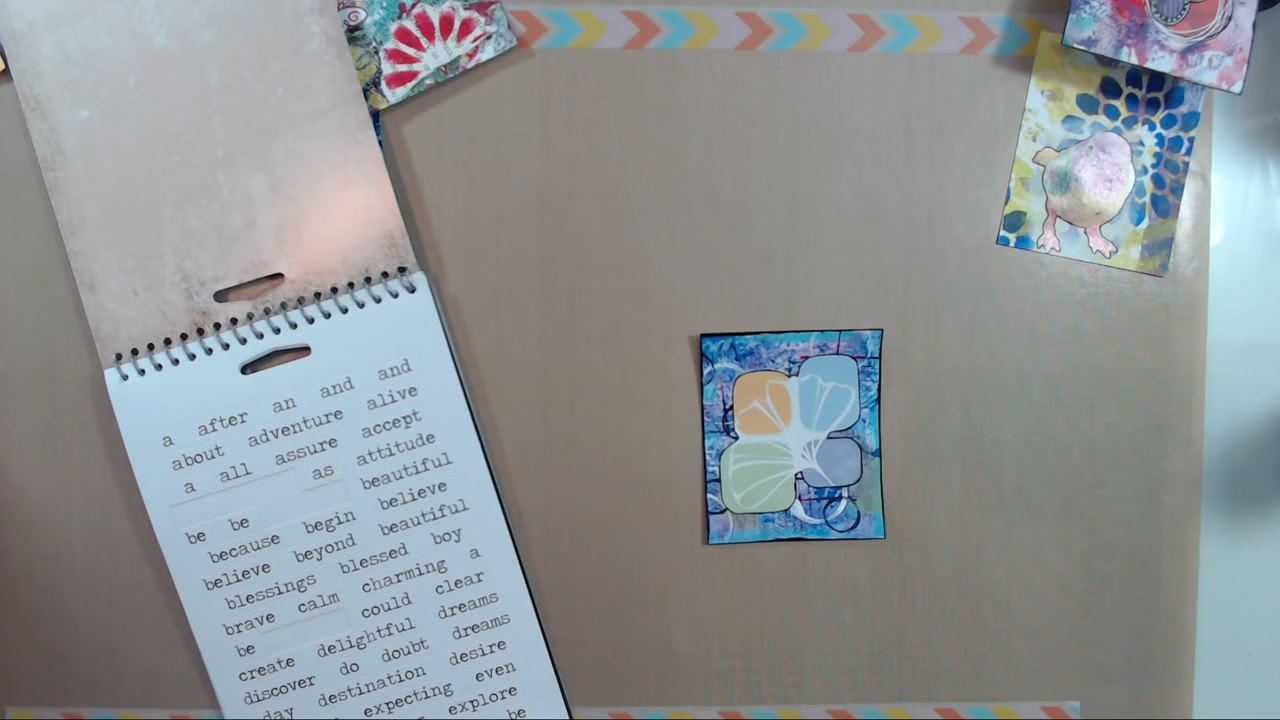 a after an and and
about adventure alive
a all assure accept
as attitude
be be beautiful
because begin believe
believe beyond beautiful
blessings blessed boy
brave calm charming a
be could clear
create delightful dreams
discover do doubt dreams
day destination desire
expecting even
explore
be